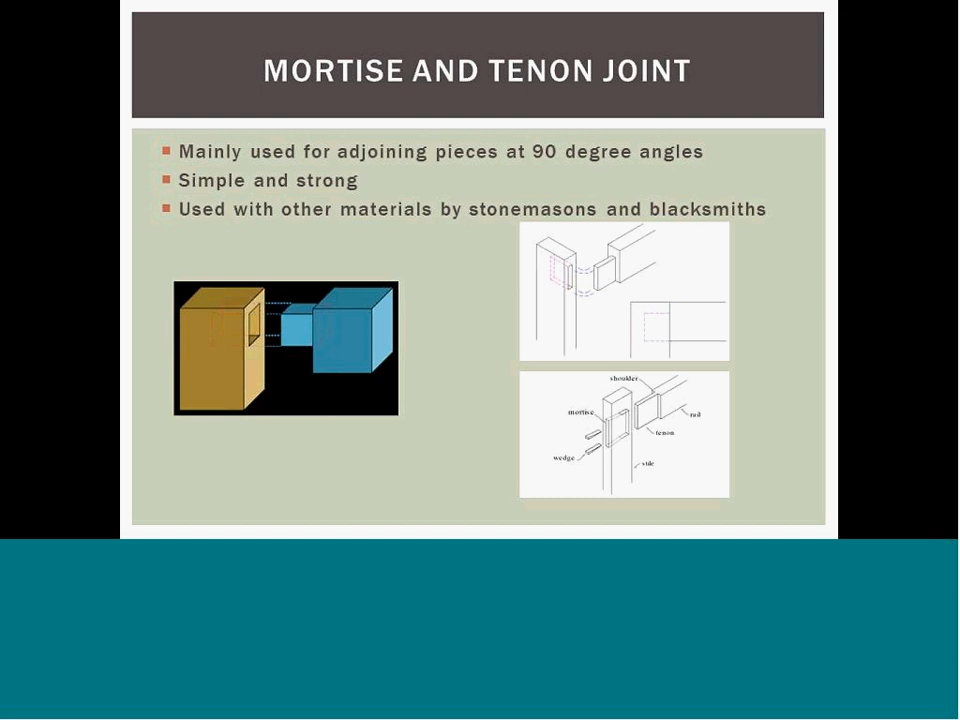 MORTISE AND TENON JOINT
Mainly used for adjoining pieces at 90 degree angles
Simple and strong
Used with other materials by stonemasons and blacksmiths
shoulder
mortise
rail
tenon
wedge
stile